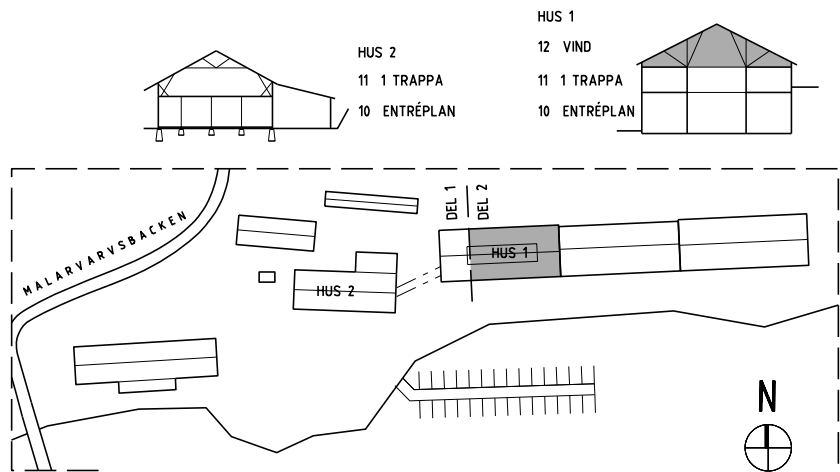 HUS 2
11 1 TRAPPA
10 ENTRÉPLAN
HUS 1
12 VIND
11 1 TRAPPA
10 ENTRÉPLAN
MALARVARVSBACKEN
DEL 1
DEL 2
HUS 1
HUS 2
N